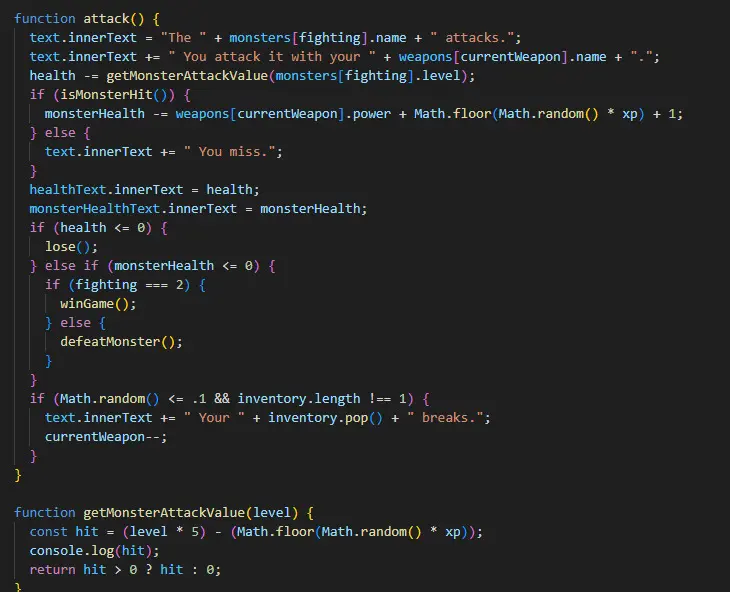 function attack() {
  text.innerText = "The " + monsters[fighting].name + " attacks.";
  text.innerText += " You attack it with your " + weapons[currentWeapon].name + ".";
  health -= getMonsterAttackValue(monsters[fighting].level);
  if (isMonsterHit()) {
    monsterHealth -= weapons[currentWeapon].power + Math.floor(Math.random() * xp) + 1;
  } else {
    text.innerText += " You miss.";
  }
  healthText.innerText = health;
  monsterHealthText.innerText = monsterHealth;
  if (health <= 0) {
    lose();
  } else if (monsterHealth <= 0) {
    if (fighting === 2) {
      winGame();
    } else {
      defeatMonster();
    }
  }
  if (Math.random() <= .1 && inventory.length !== 1) {
    text.innerText += " Your " + inventory.pop() + " breaks.";
    currentWeapon--;
  }
}

function getMonsterAttackValue(level) {
  const hit = (level * 5) - (Math.floor(Math.random() * xp));
  console.log(hit);
  return hit > 0 ? hit : 0;
}